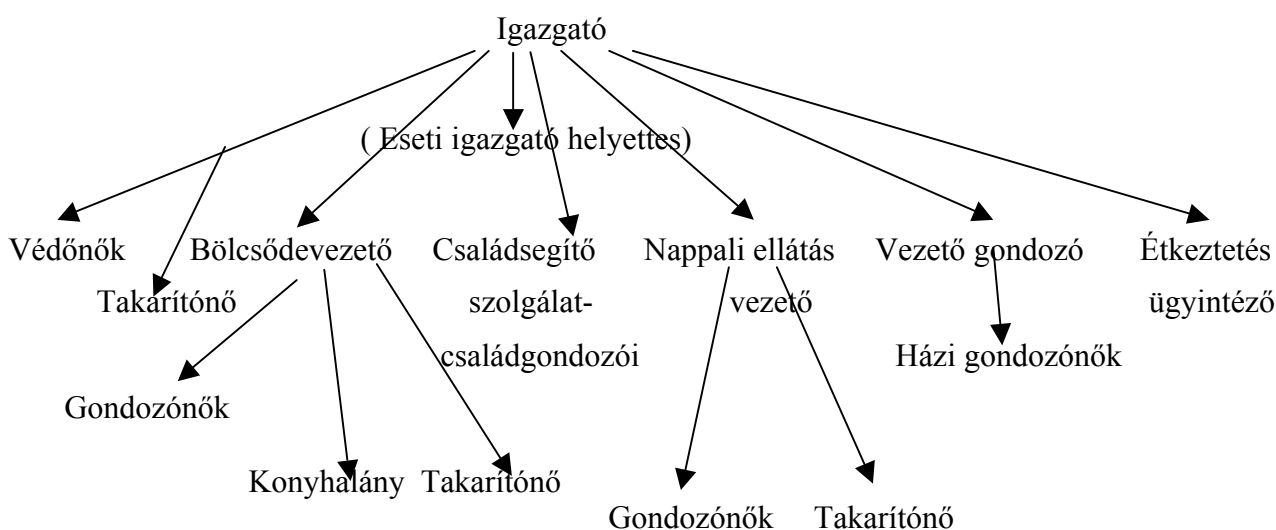 Igazgató
( Eseti igazgató helyettes)
Védőnők
Bölcsődevezető
Családsegítő
Nappali ellátás
Vezető gondozó
Étkeztetés
Takarítónő
szolgálat-
vezető
ügyintéző
családgondozói
Házi gondozónők
Gondozónők
Konyhalány
Takarítónő
Gondozónők
Takarítónő